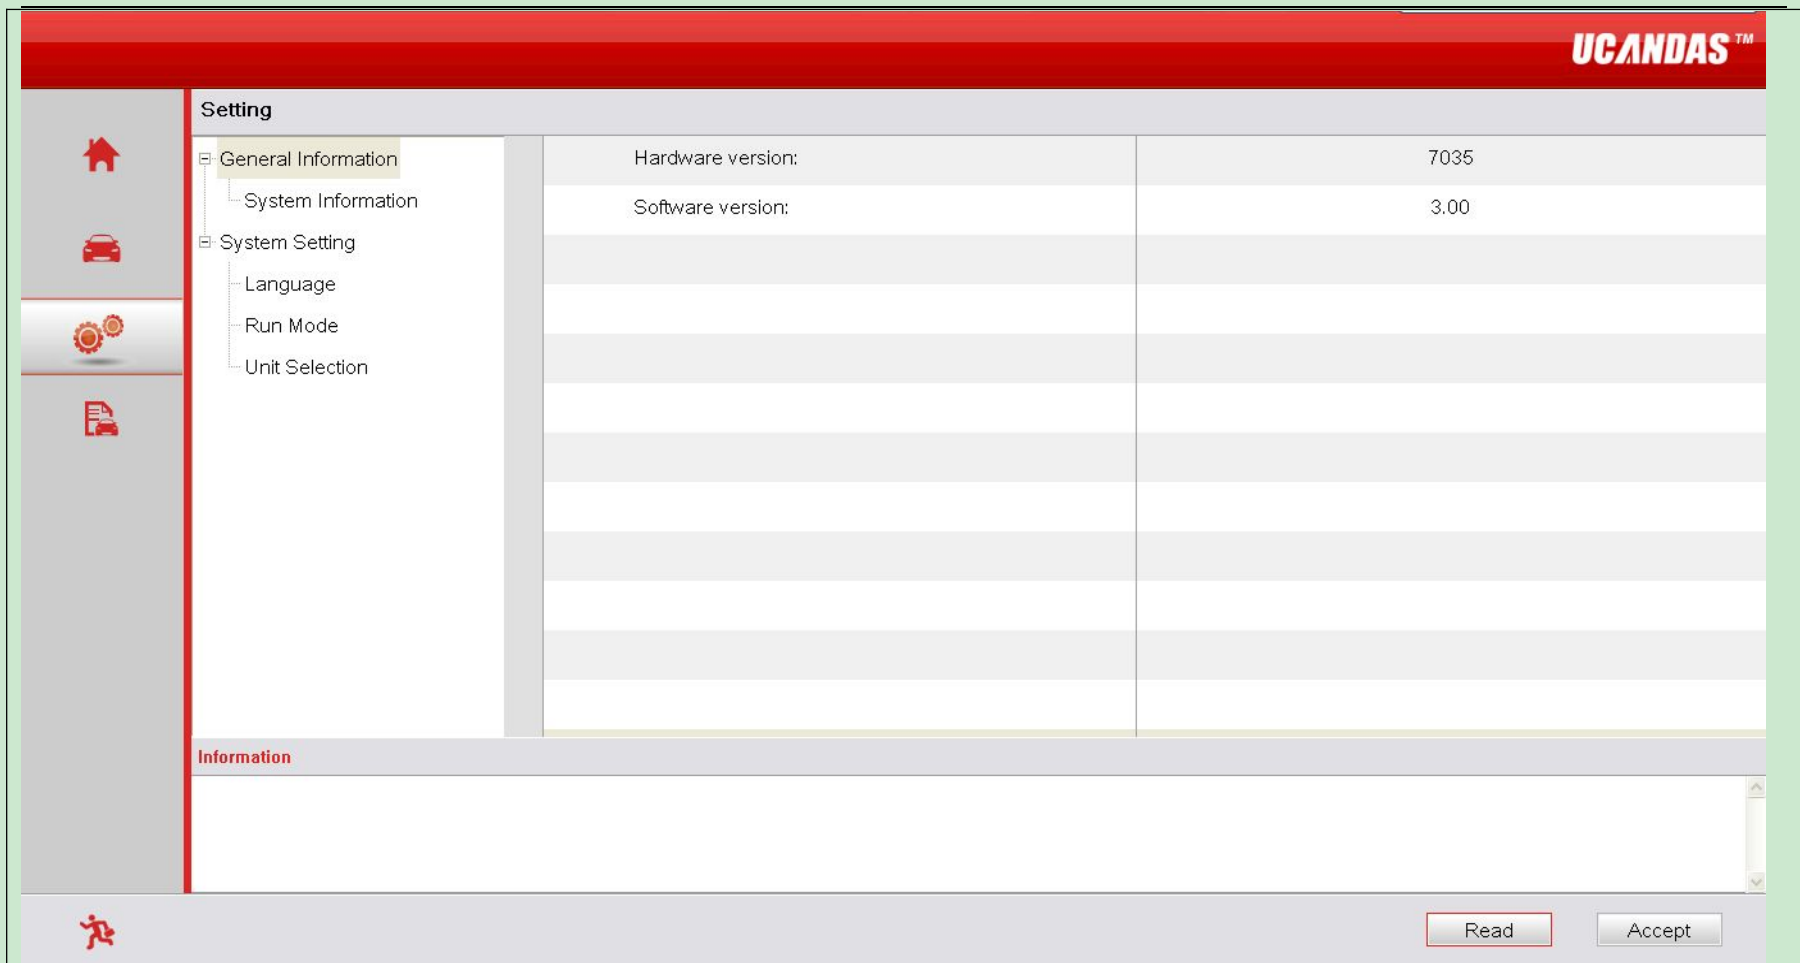 UCANDAS™
Setting
General Information
System Information
System Setting
Language
Run Mode
Unit Selection
Hardware version: 7035
Software version: 3.00
Information
Read Accept